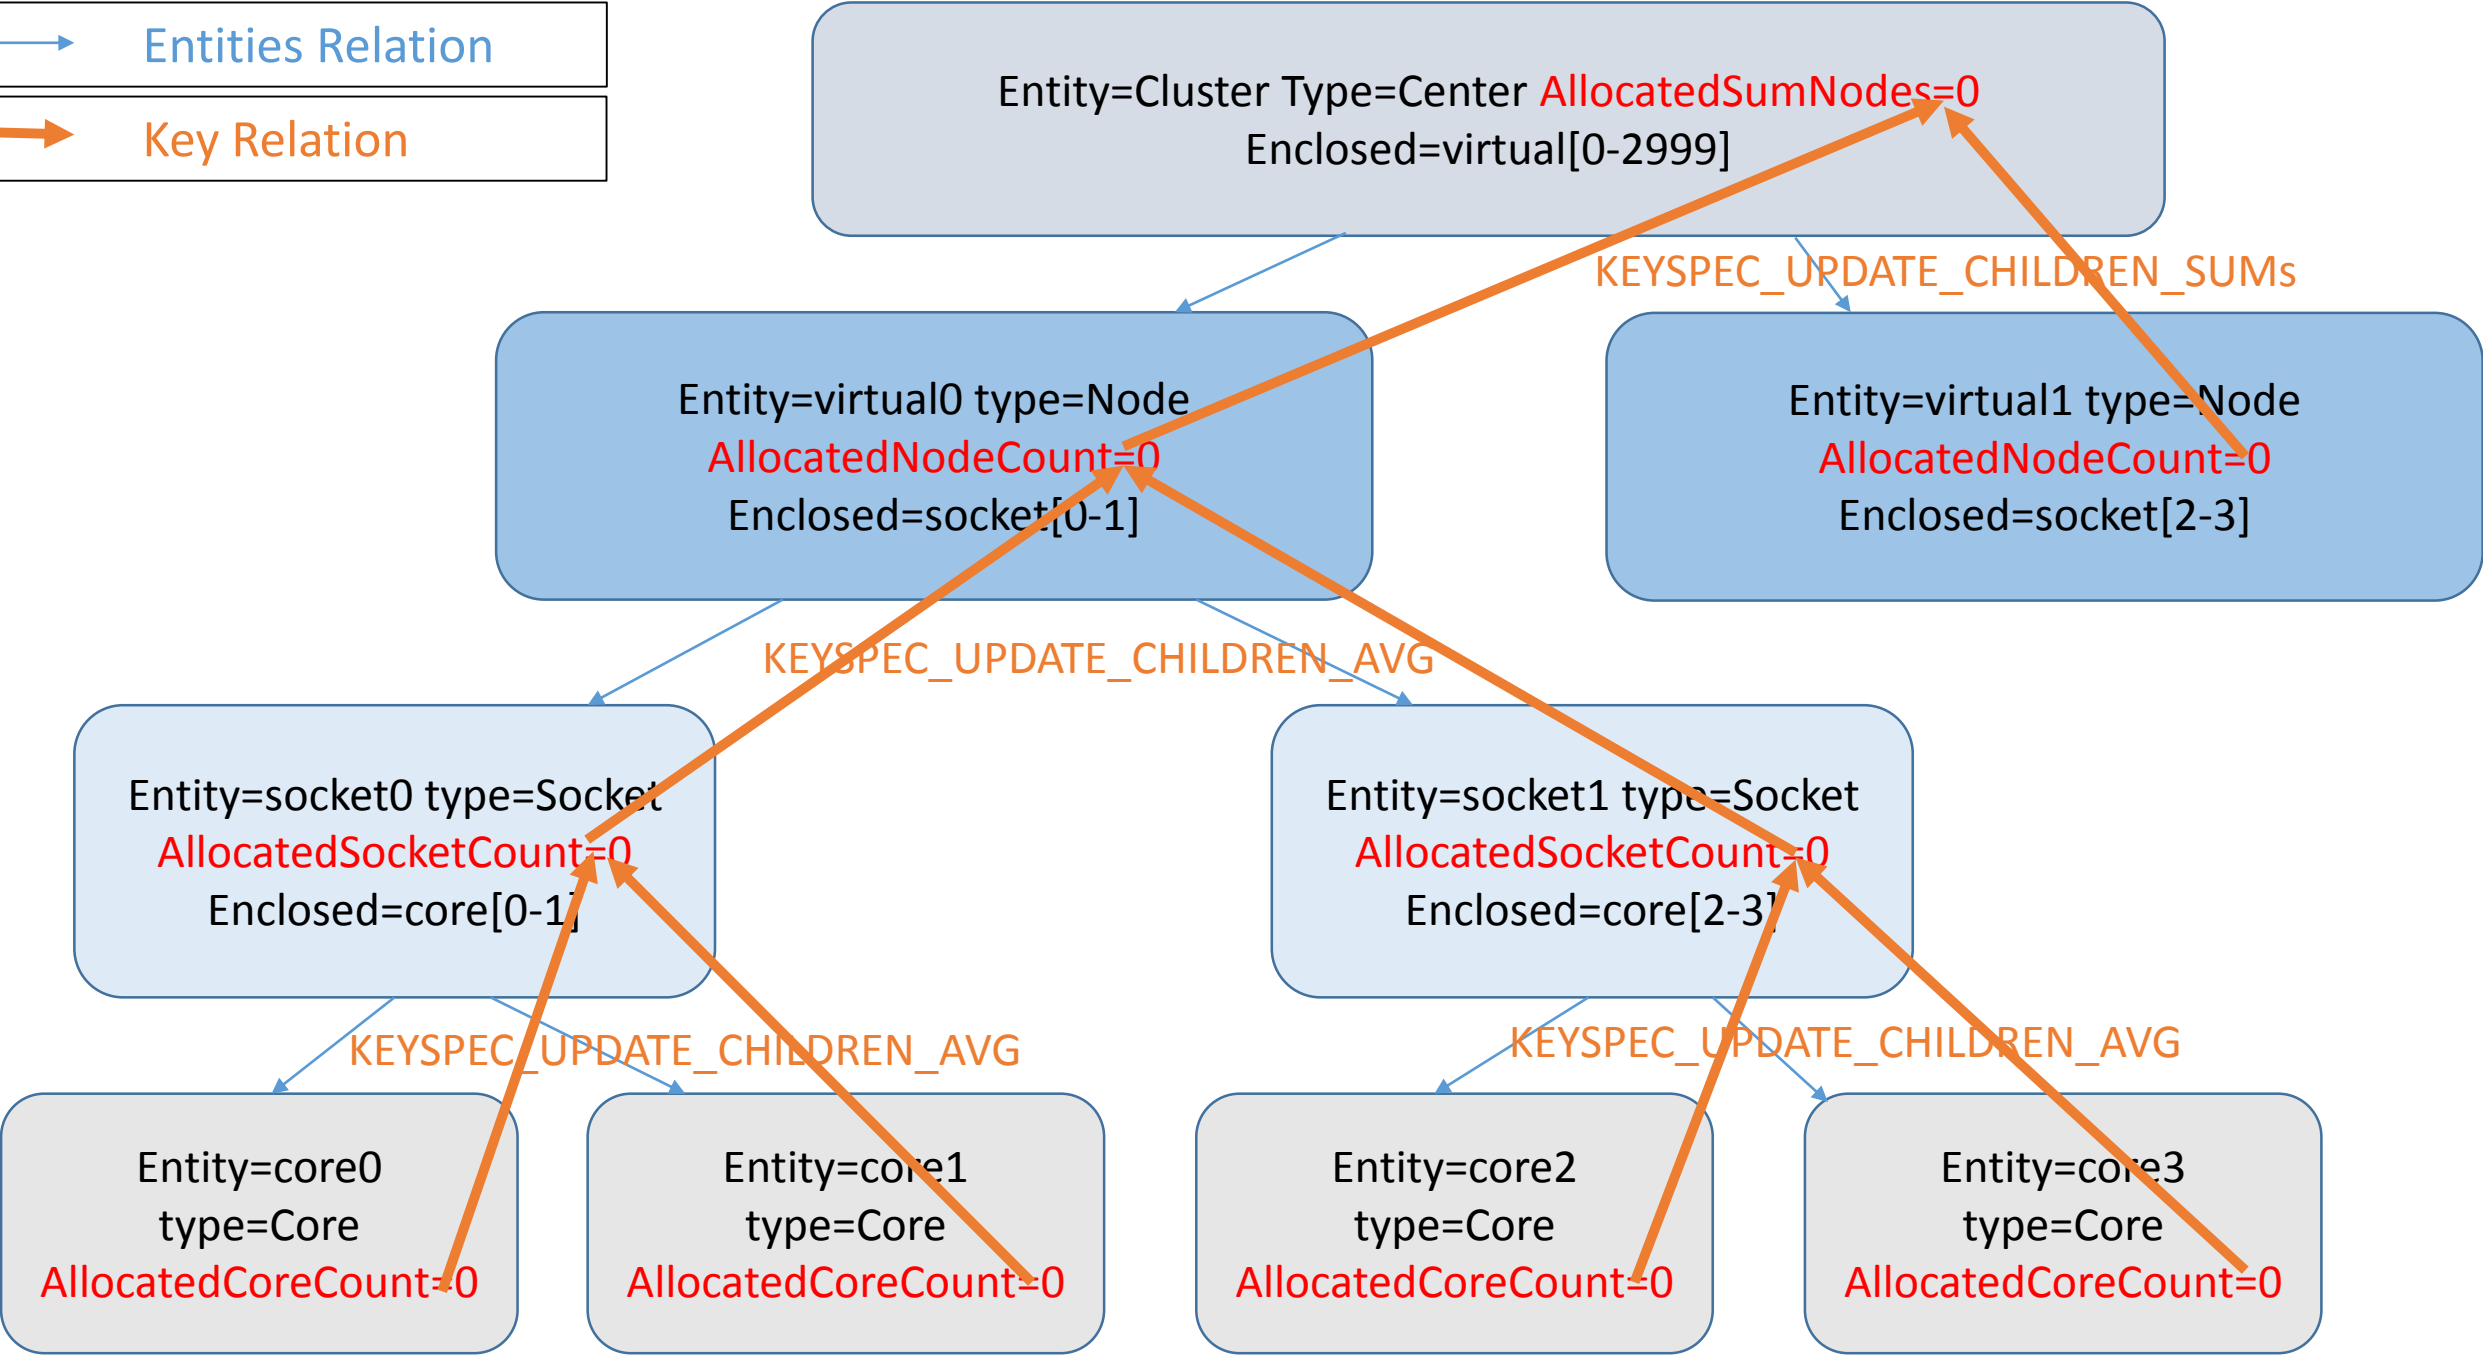 Entities Relation
Key Relation
Entity=Cluster Type=Center AllocatedSumNodes=0
Enclosed=virtual[0-2999]
KEYSPEC_UPDATE_CHILDREN_SUMs
Entity=virtual0 type=Node
AllocatedNodeCount=0
Enclosed=socket[0-1]
Entity=virtual1 type=Node
AllocatedNodeCount=0
Enclosed=socket[2-3]
KEYSPEC_UPDATE_CHILDREN_AVG
Entity=socket0 type=Socket
AllocatedSocketCount=0
Enclosed=core[0-1]
Entity=socket1 type=Socket
AllocatedSocketCount=0
Enclosed=core[2-3]
KEYSPEC_UPDATE_CHILDREN_AVG
KEYSPEC_UPDATE_CHILDREN_AVG
Entity=core0
type=Core
AllocatedCoreCount=0
Entity=core1
type=Core
AllocatedCoreCount=0
Entity=core2
type=Core
AllocatedCoreCount=0
Entity=core3
type=Core
AllocatedCoreCount=0